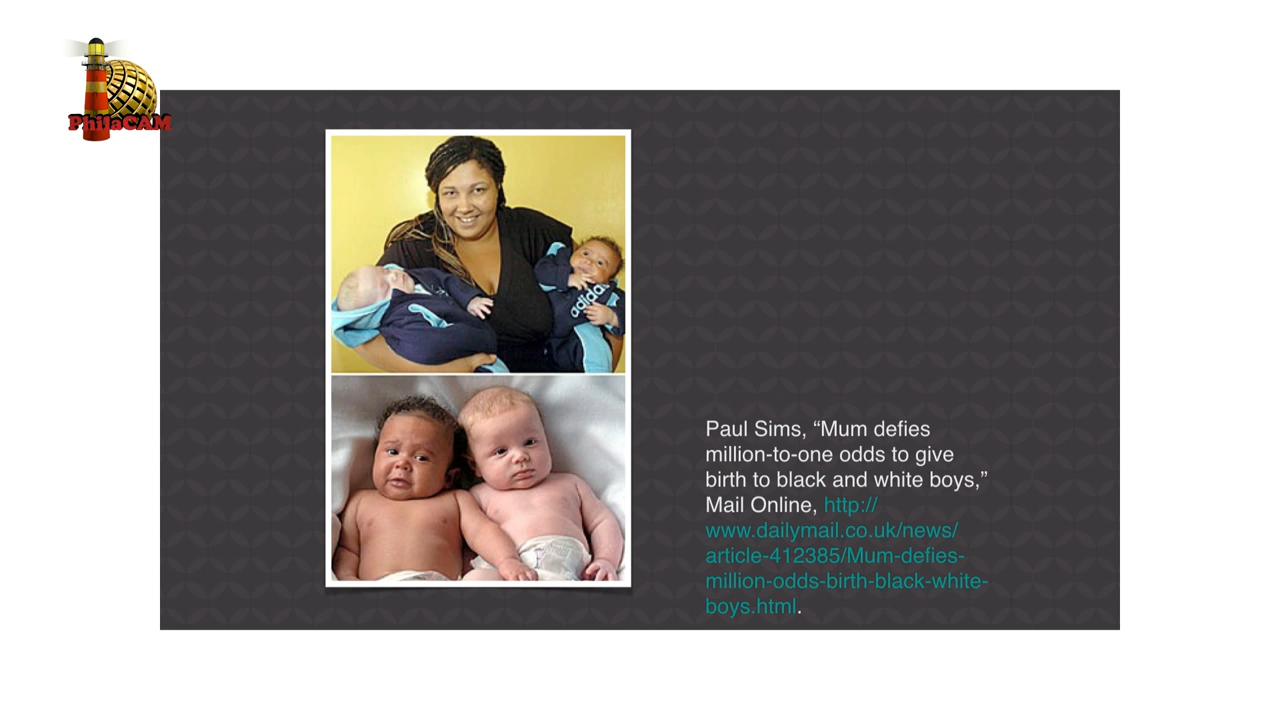 PhilaCAM
adidas
Paul Sims, “Mum defies
million-to-one odds to give
birth to black and white boys,”
Mail Online, http://
www.dailymail.co.uk/news/
article-412385/Mum-defies-
million-odds-birth-black-white-
boys.html.